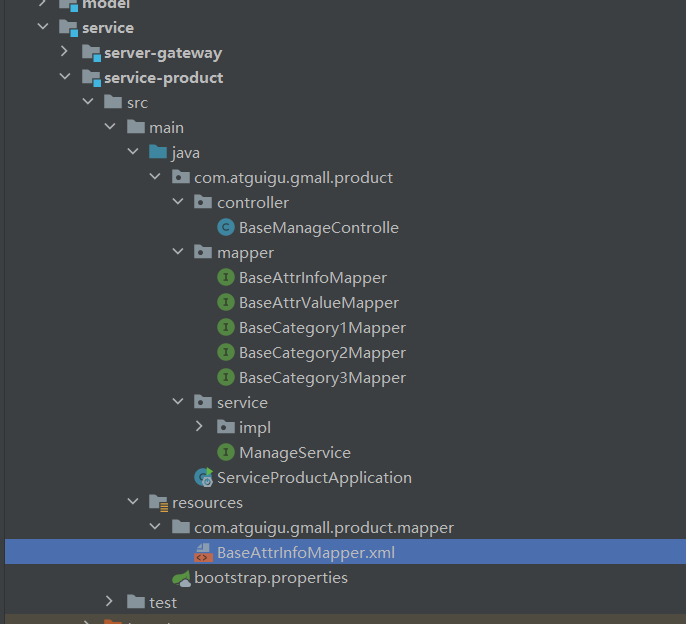 model
service
server-gateway
service-product
src
main
java
com.atguigu.gmall.product
controller
BaseManageControlle
mapper
BaseAttrInfoMapper
BaseAttrValueMapper
BaseCategory1Mapper
BaseCategory2Mapper
BaseCategory3Mapper
service
impl
ManageService
ServiceProductApplication
resources
com.atguigu.gmall.product.mapper
BaseAttrInfoMapper.xml
bootstrap.properties
test